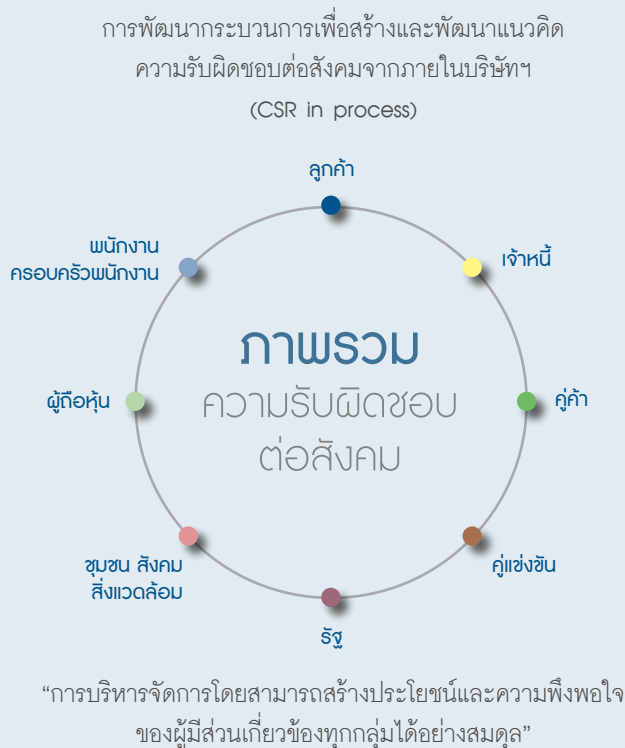 การพัฒนากระบวนการเพื่อสร้างและพัฒนาแนวคิด
ความรับผิดชอบต่อสังคมจากภายในบริษัทฯ
(CSR in process)
ลูกค้า
พนักงาน
ครอบครัวพนักงาน
เจ้าหนี้
ภาพรวม
ความรับผิดชอบ
ต่อสังคม
ผู้ถือหุ้น
คู่ค้า
ชุมชน สังคม
สิ่งแวดล้อม
คู่แข่งขัน
รัฐ
“การบริหารจัดการโดยสามารถสร้างประโยชน์และความพึงพอใจ
ของผู้มีส่วนเกี่ยวข้องทุกกลุ่มได้อย่างสมดุล”